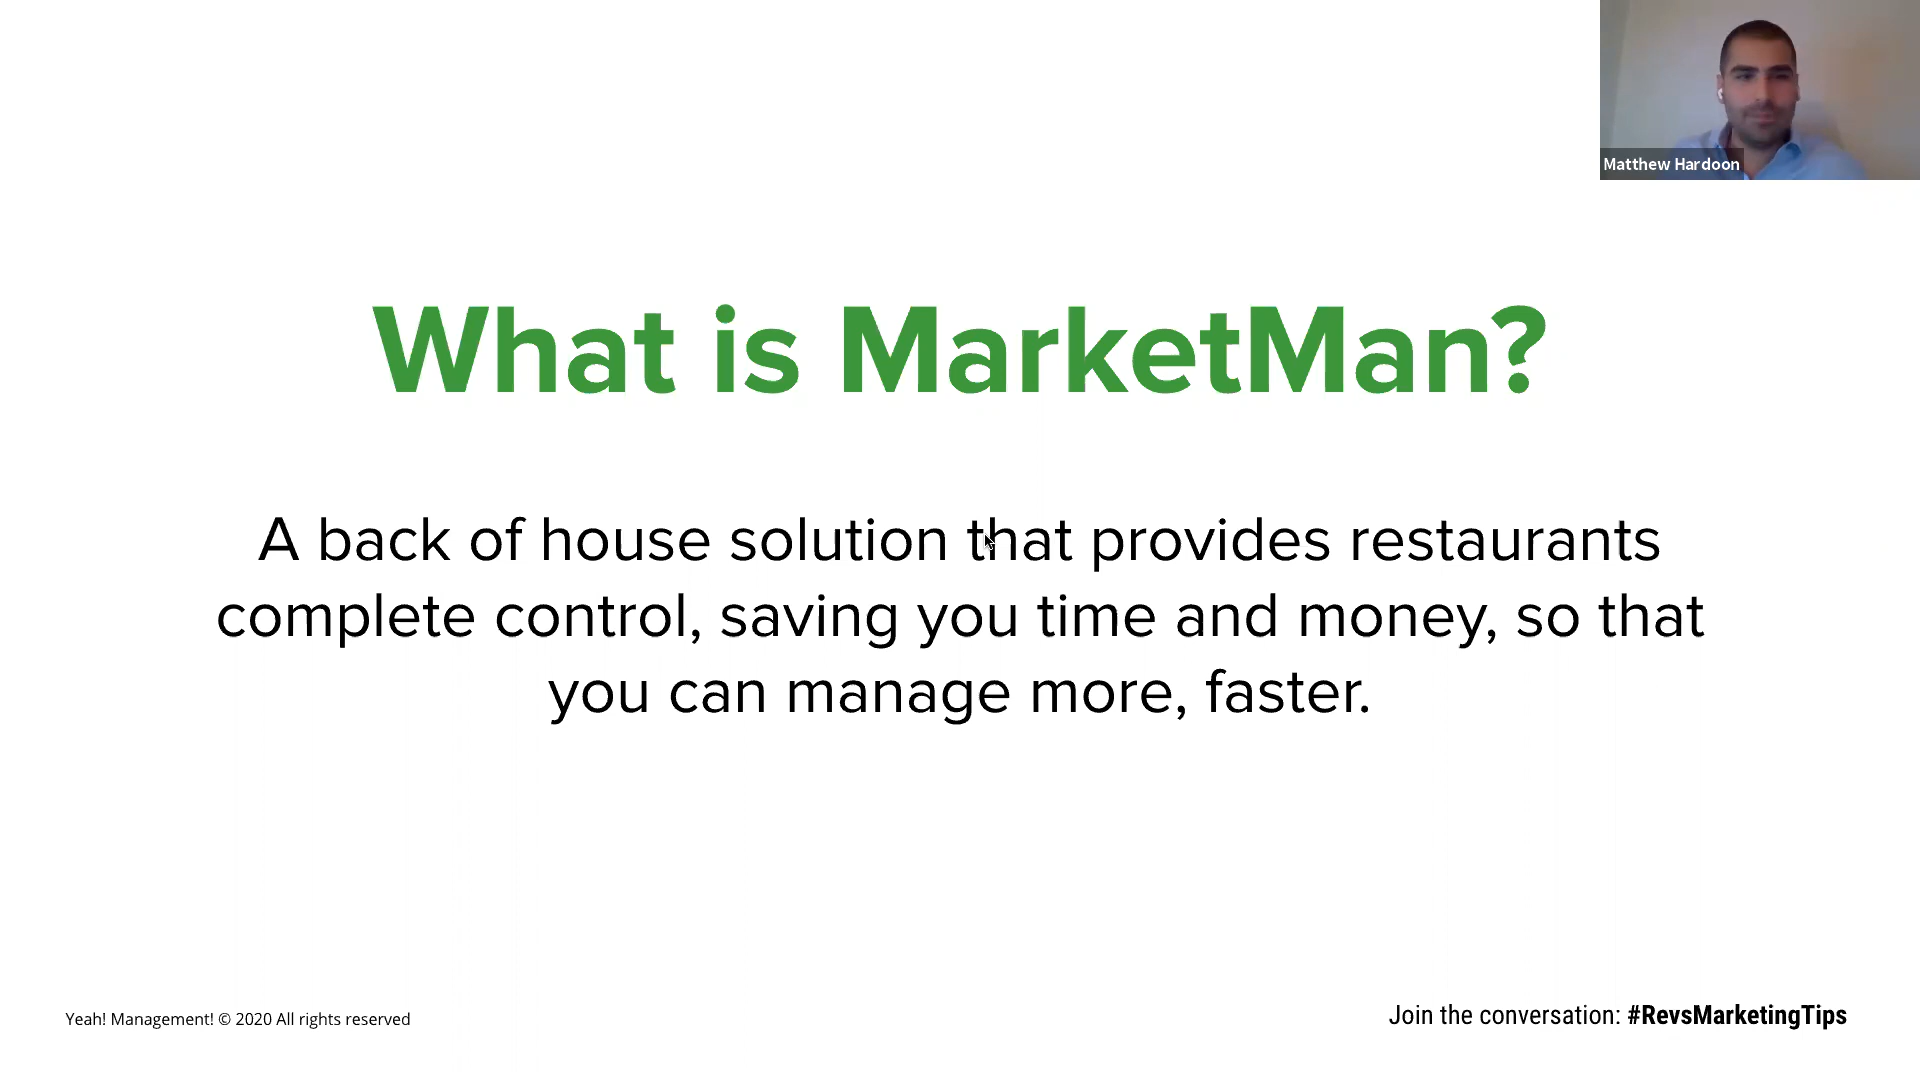 Matthew Hardoon
What is MarketMan?
A back of house solution that provides restaurants
complete control, saving you time and money, so that
you can manage more, faster.
Yeah! Management! © 2020 All rights reserved
Join the conversation: #RevsMarketingTips